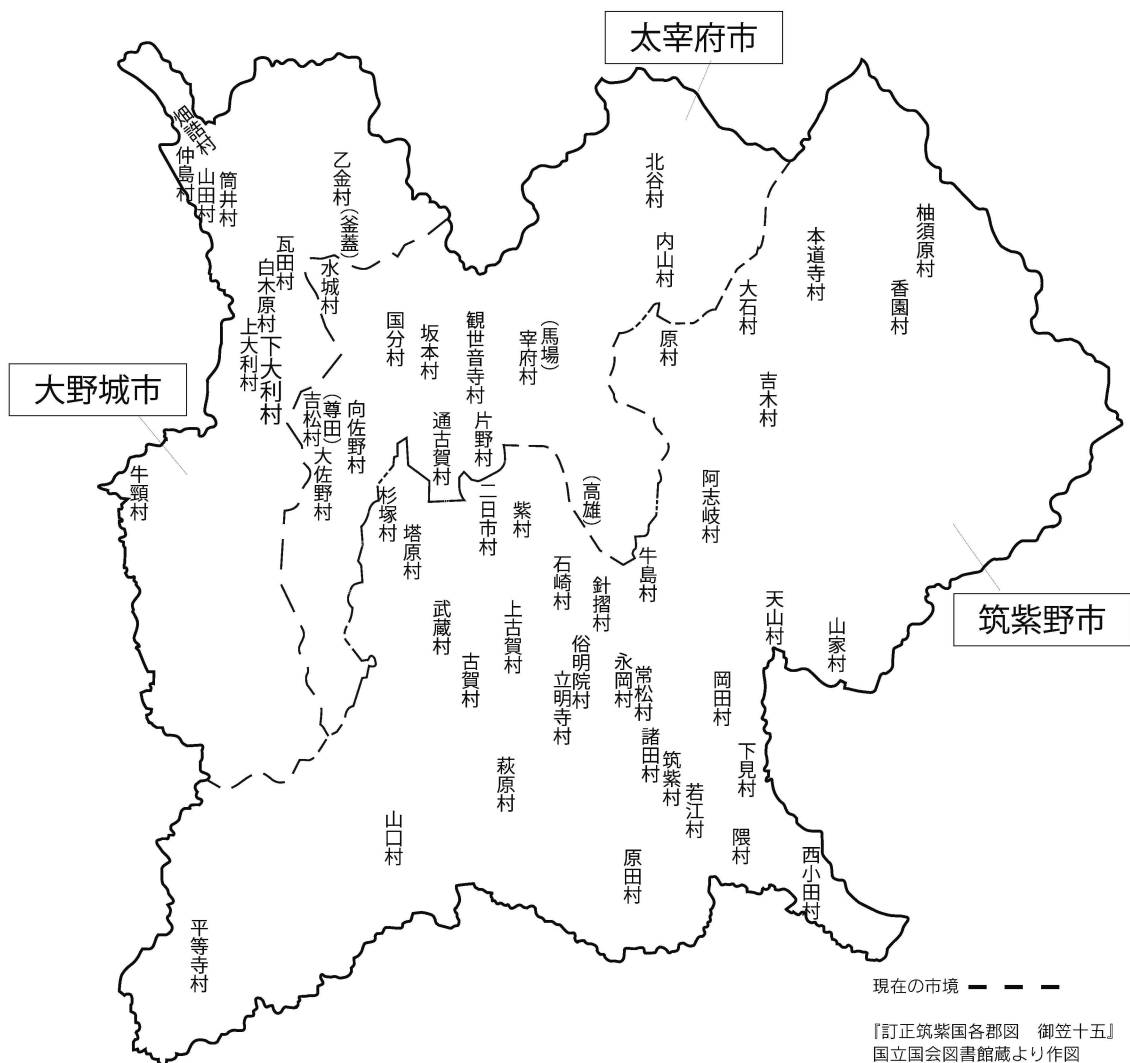 太宰府市
大野城市
筑紫野市
畑詰村
仲島村
山田村
筒井村
乙金村
(釜蓋)
瓦田村
白木原村
上大利村
下大利村
牛頸村
水城村
国分村
坂本村
観世音寺村
宰府村
(馬場)
北谷村
内山村
原村
大石村
本道寺村
柚須原村
香園村
吉木村
吉松村
(尊田)
大佐野村
向佐野村
通古賀村
片野村
杉塚村
塔原村
二日市村
紫村
(高雄)
阿志岐村
牛島村
石崎村
針摺村
武蔵村
古賀村
上古賀村
俗明院村
立明寺村
永岡村
常松村
諸田村
筑紫村
若江村
岡田村
下見村
天山村
山家村
萩原村
山口村
原田村
隈村
西小田村
平等寺村
現在の市境
『訂正筑紫国各郡図 御笠十五』
国立国会図書館蔵より作図